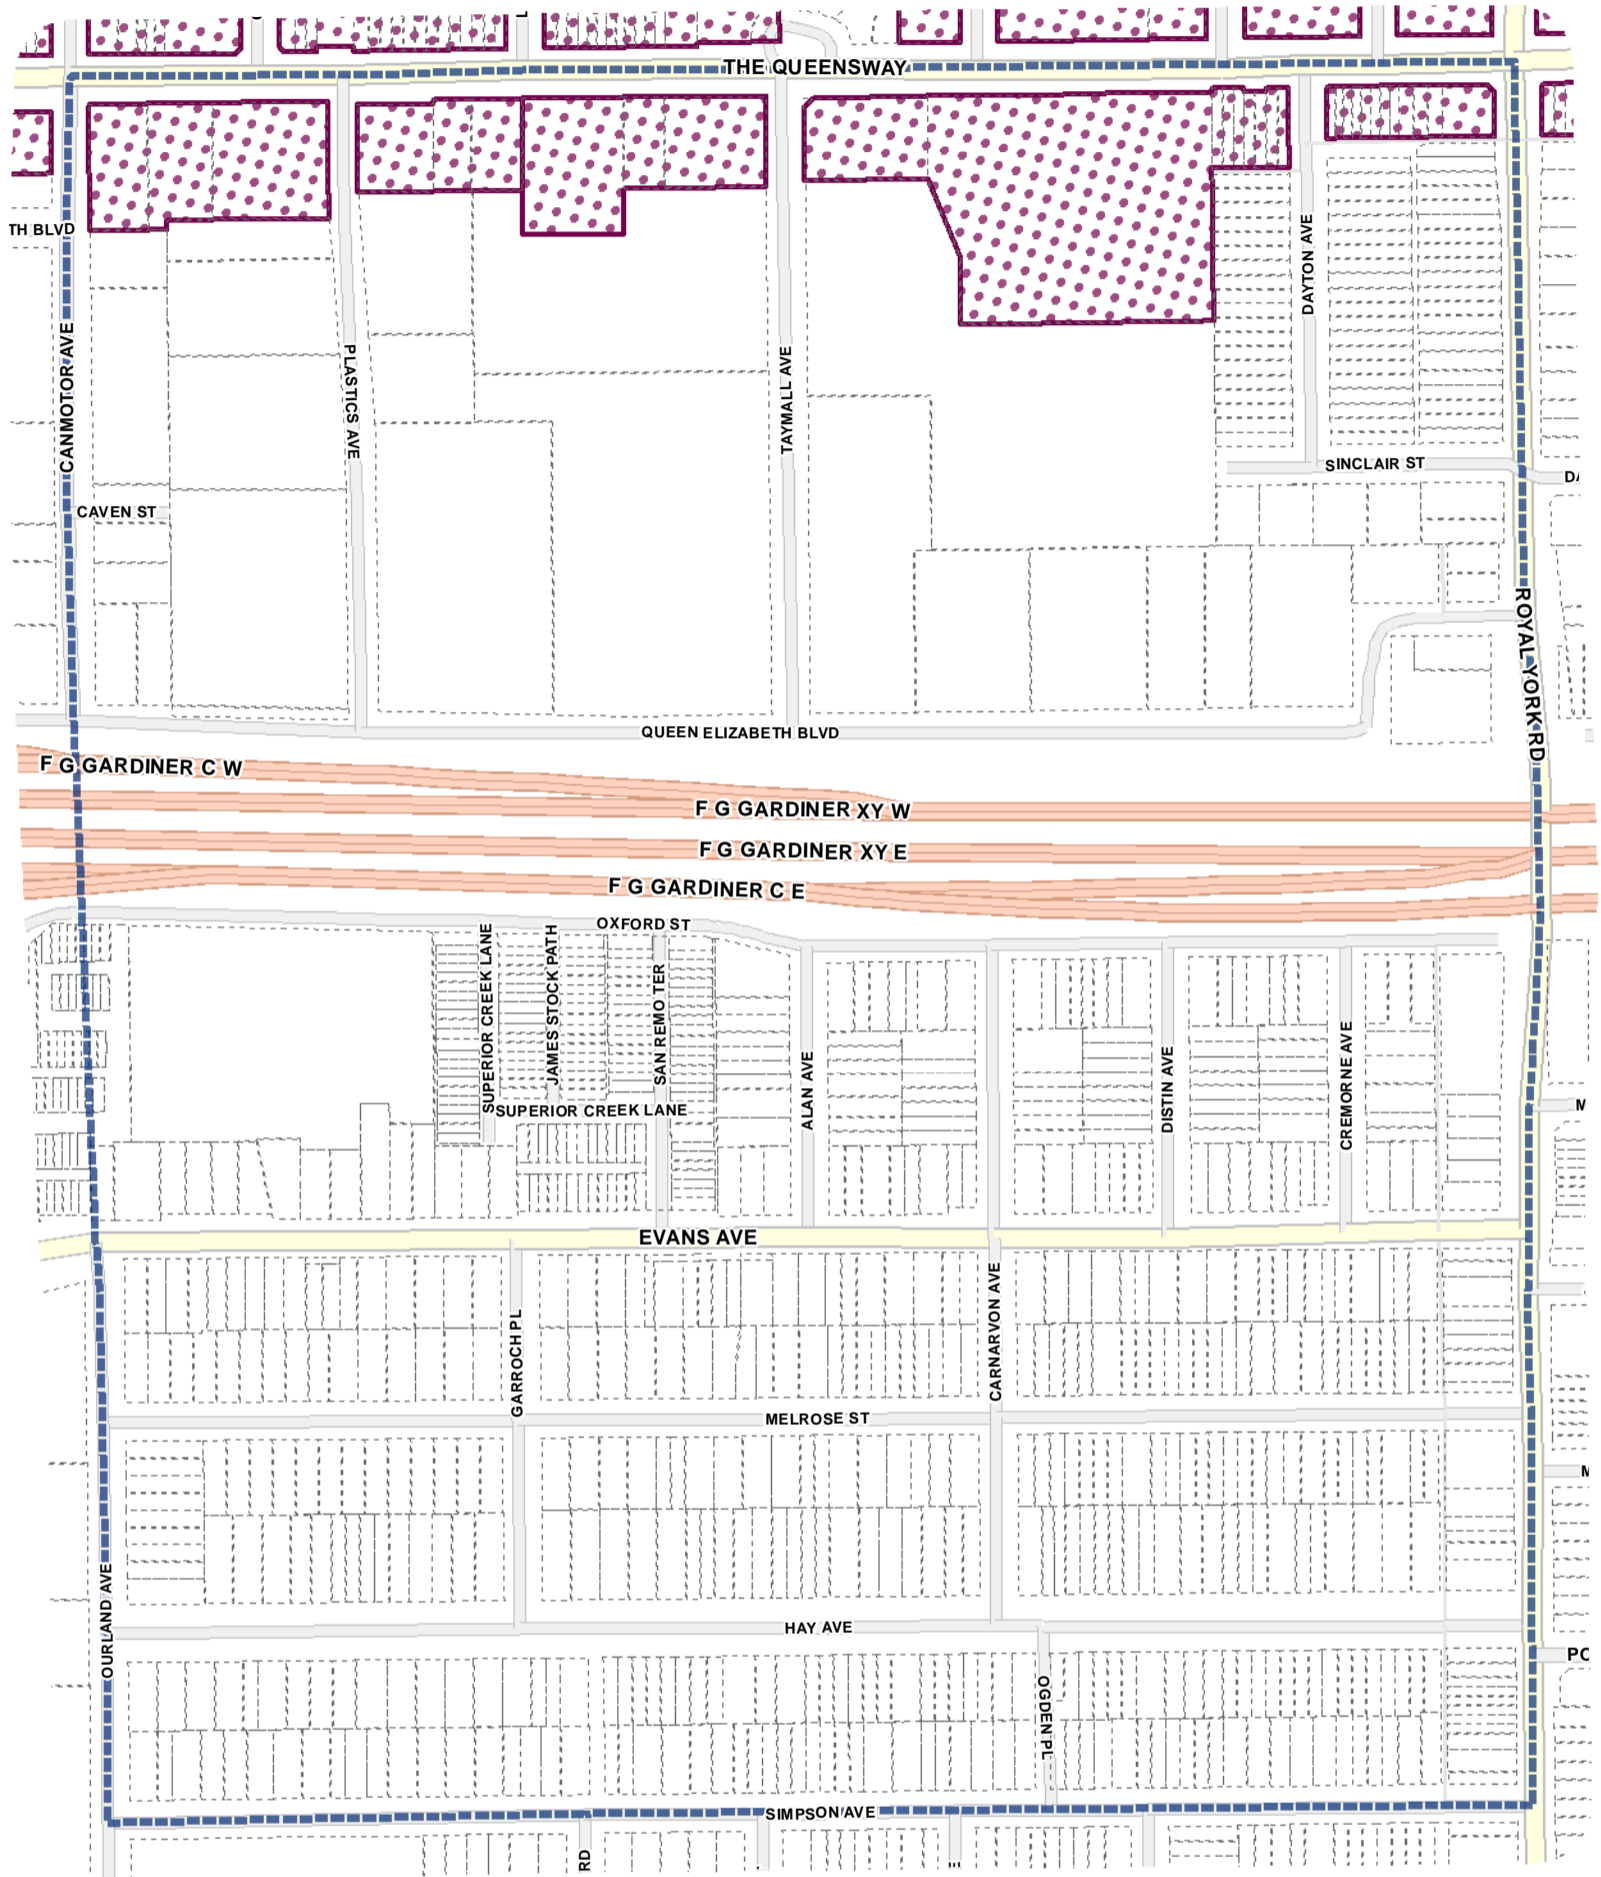 THE QUEENSWAY
TH BLVD
CANMOTOR AVE
PLASTICS AVE
TAYMALL AVE
DAYTON AVE
SINCLAIR ST
CAVEN ST
ROYAL YORK RD
QUEEN ELIZABETH BLVD
F G GARDINER C W
F G GARDINER XY W
F G GARDINER XY E
F G GARDINER C E
OXFORD ST
SUPERIOR CREEK LANE
JAMES STOCK PATH
SAN REMO TER
SUPERIOR CREEK LANE
ALAN AVE
DISTIN AVE
CREMORNE AVE
EVANS AVE
GARROCH PL
CARNARVON AVE
MELROSE ST
OURLAND AVE
HAY AVE
PO
OGDEN PL
SIMPSON AVE
RD